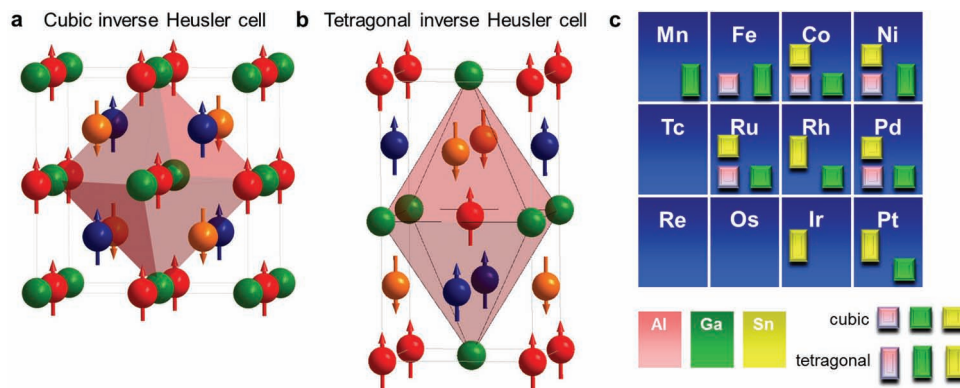 a Cubic inverse Heusler cell
b Tetragonal inverse Heusler cell
c
Mn Fe Co Ni
Tc Ru Rh Pd
Re Os Ir Pt
Al Ga Sn
cubic
tetragonal